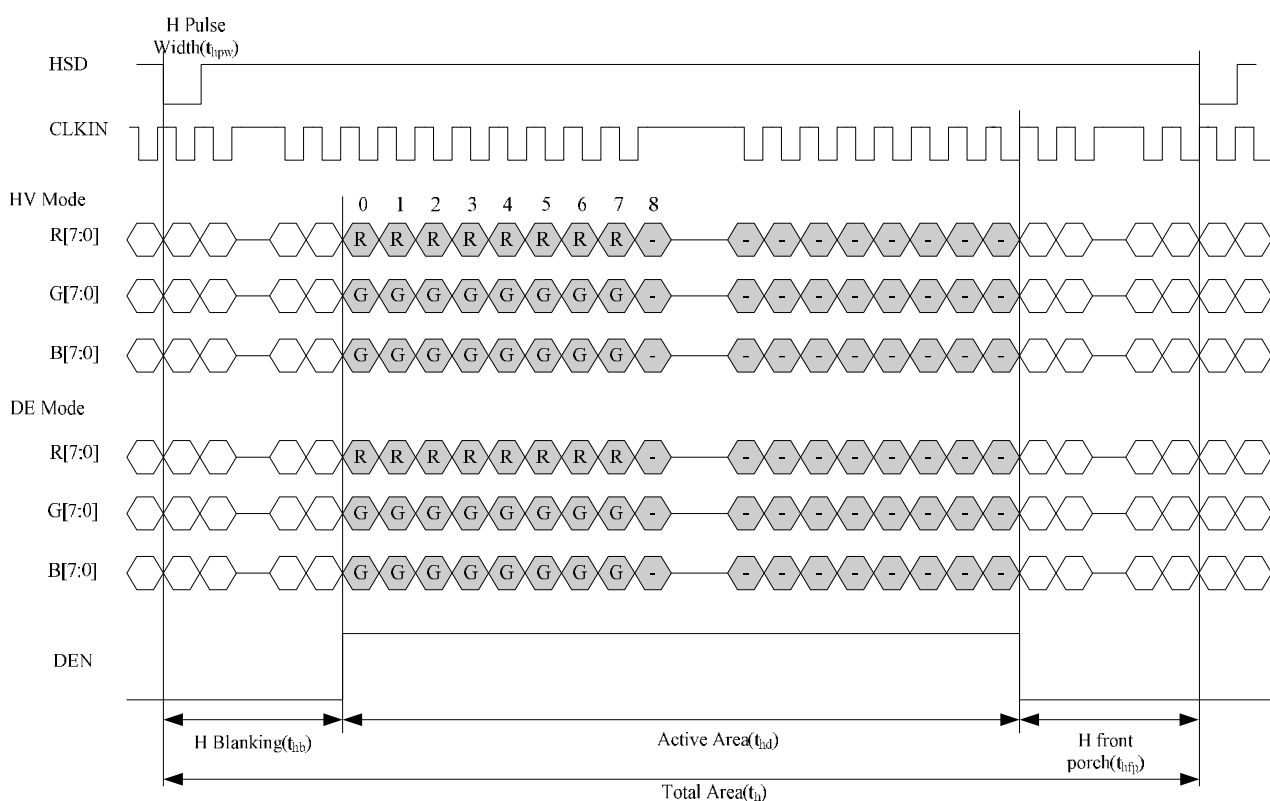 H Pulse
Width(thpw)
HSD
CLKIN
HV Mode
0 1 2 3 4 5 6 7 8
R[7:0] R R R R R R R R - - - - - - - - -
G[7:0] G G G G G G G G - - - - - - - - -
B[7:0] G G G G G G G G - - - - - - - - -
DE Mode
R[7:0] R R R R R R R R - - - - - - - - -
G[7:0] G G G G G G G G - - - - - - - - -
B[7:0] G G G G G G G G - - - - - - - - -
DEN
H Blanking(thb)
Active Area(thd)
H front
porch(thfp)
Total Area(th)